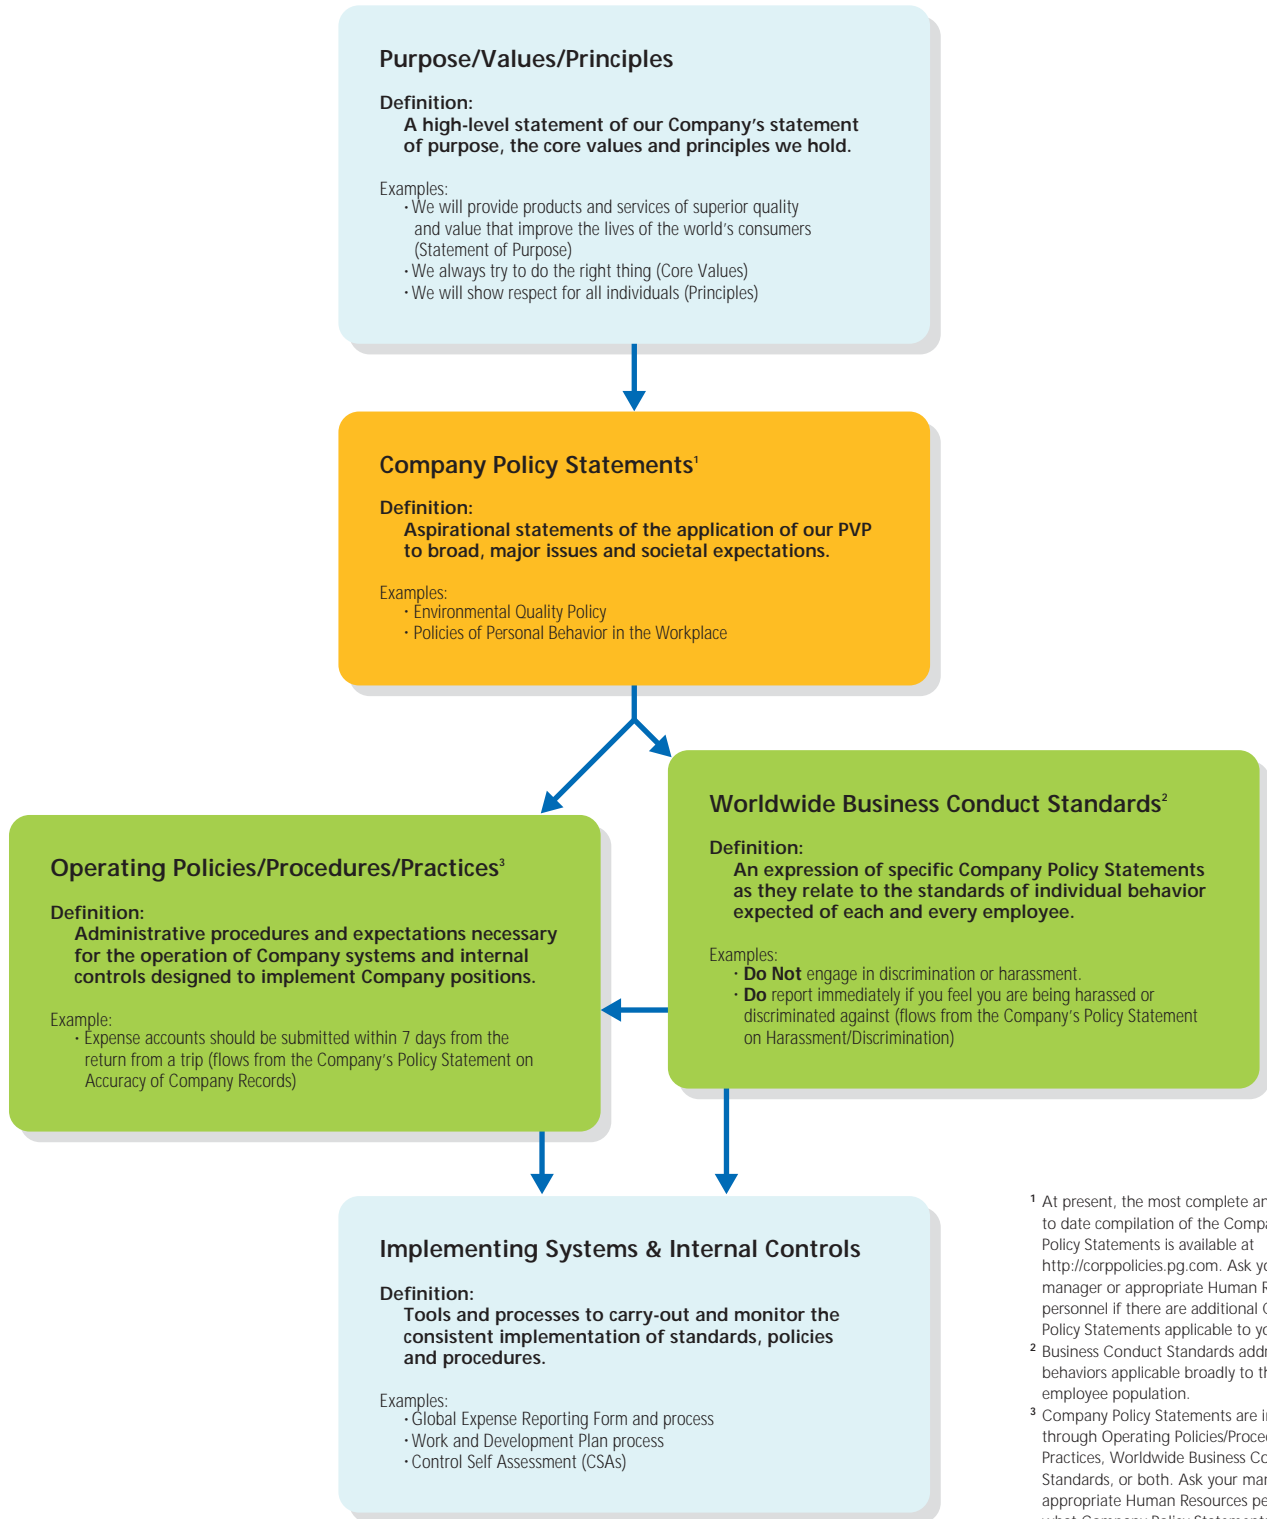 Purpose/Values/Principles
Definition:
A high-level statement of our Company's statement
of purpose, the core values and principles we hold.
Examples:
· We will provide products and services of superior quality
and value that improve the lives of the world's consumers
(Statement of Purpose)
· We always try to do the right thing (Core Values)
· We will show respect for all individuals (Principles)
Company Policy Statements¹
Definition:
Aspirational statements of the application of our PVP
to broad, major issues and societal expectations.
Examples:
· Environmental Quality Policy
· Policies of Personal Behavior in the Workplace
Worldwide Business Conduct Standards²
Definition:
An expression of specific Company Policy Statements
as they relate to the standards of individual behavior
expected of each and every employee.
Examples:
· Do Not engage in discrimination or harassment.
· Do report immediately if you feel you are being harassed or
discriminated against (flows from the Company's Policy Statement
on Harassment/Discrimination)
Operating Policies/Procedures/Practices³
Definition:
Administrative procedures and expectations necessary
for the operation of Company systems and internal
controls designed to implement Company positions.
Example:
· Expense accounts should be submitted within 7 days from the
return from a trip (flows from the Company's Policy Statement on
Accuracy of Company Records)
Implementing Systems & Internal Controls
Definition:
Tools and processes to carry-out and monitor the
consistent implementation of standards, policies
and procedures.
Examples:
· Global Expense Reporting Form and process
· Work and Development Plan process
· Control Self Assessment (CSAs)
¹ At present, the most complete
to date compilation of the
Policy Statements is available at
http://corppolicies.pg.com. Ask
manager or appropriate Human
personnel if there are additional
Policy Statements applicable to
² Business Conduct Standards
behaviors applicable broadly to
employee population.
³ Company Policy Statements are
through Operating
Practices, Worldwide Business
Standards, or both. Ask your
appropriate Human Resources
what Company Policy Statements